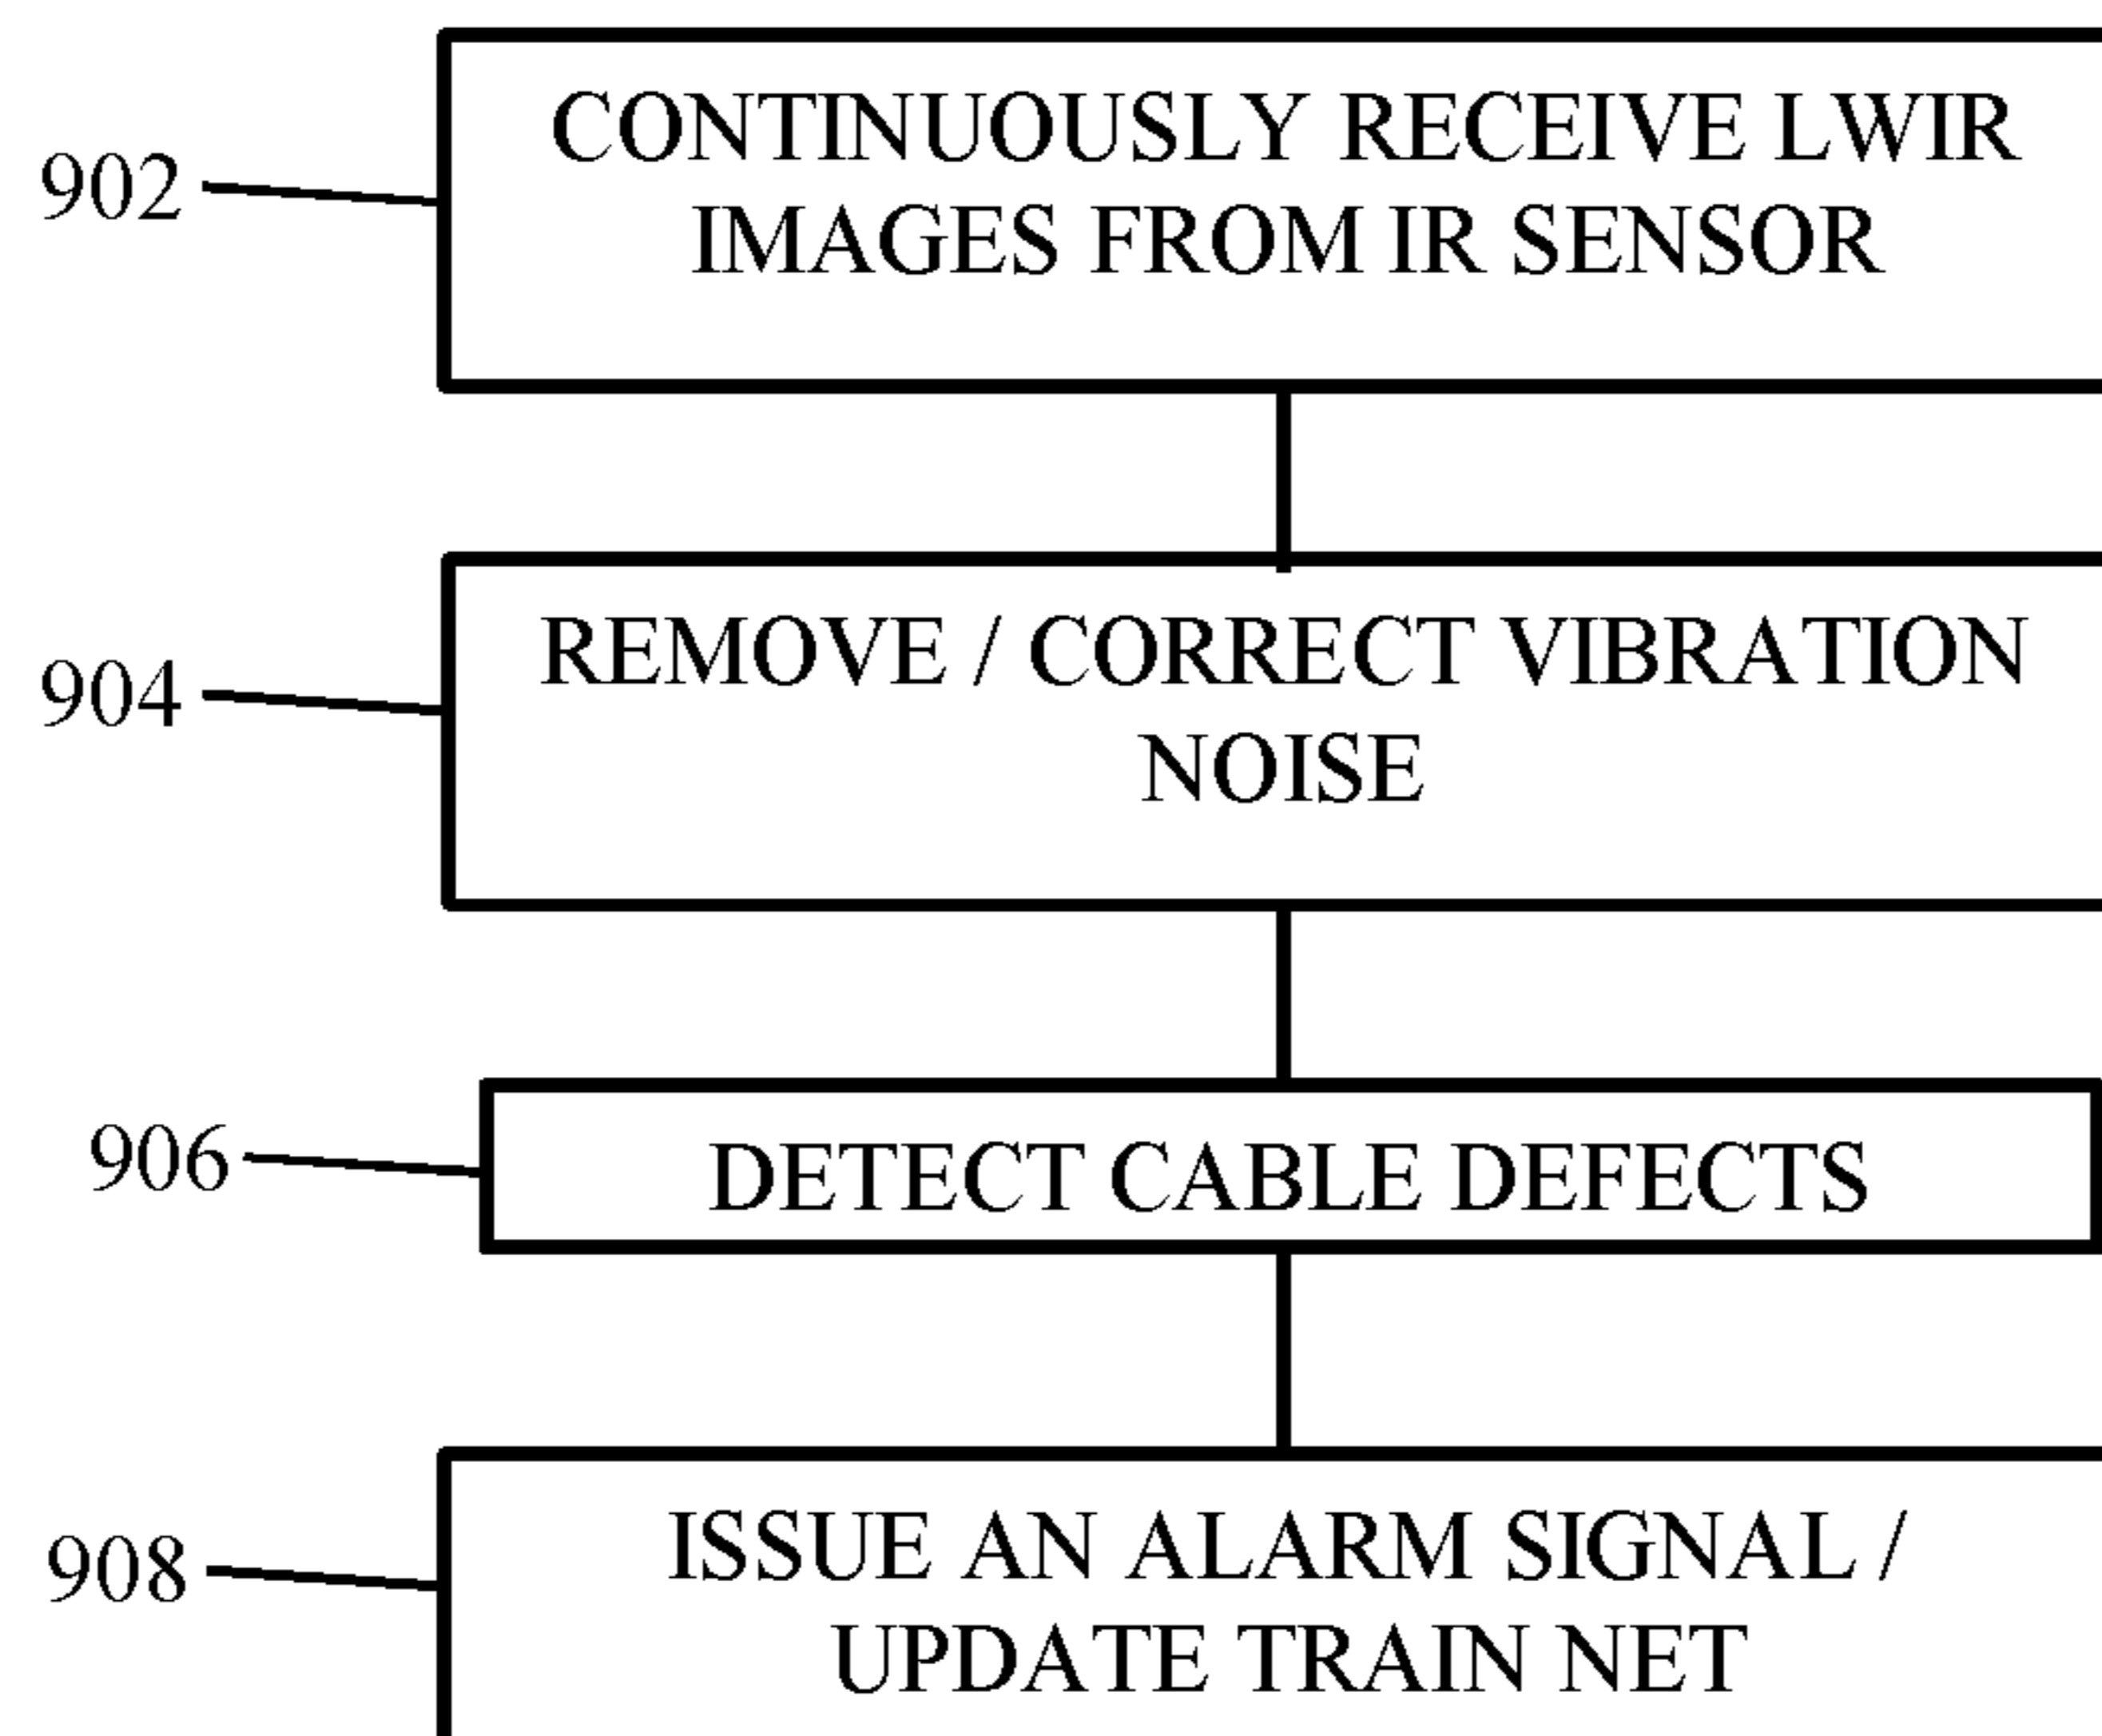 902
CONTINUOUSLY RECEIVE LWIR
IMAGES FROM IR SENSOR
904
REMOVE / CORRECT VIBRATION
NOISE
906
DETECT CABLE DEFECTS
908
ISSUE AN ALARM SIGNAL /
UPDATE TRAIN NET